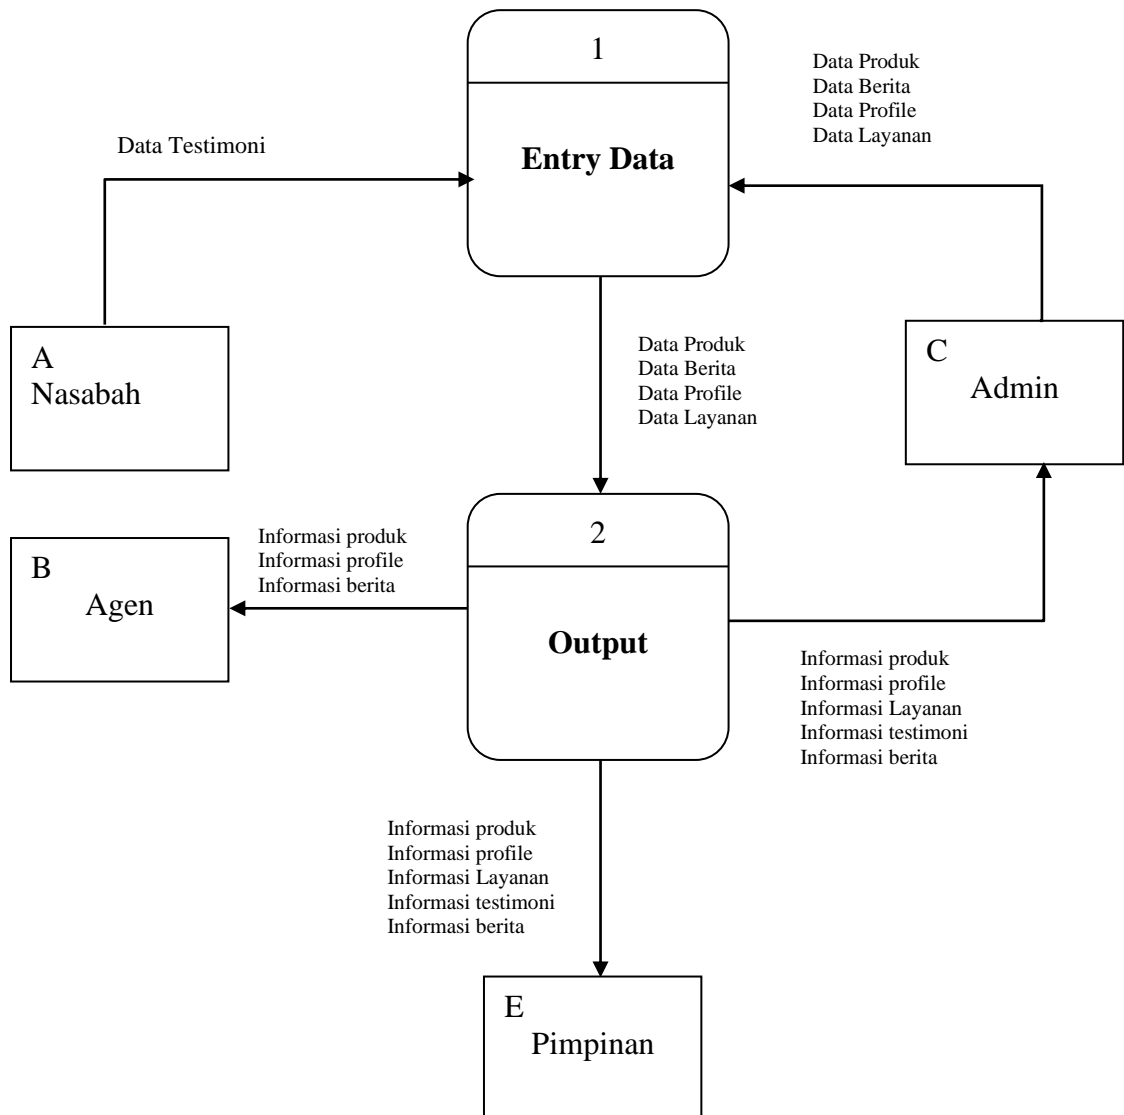 1
Entry Data
Data Produk
Data Berita
Data Profile
Data Layanan
Data Testimoni
A
Nasabah
Data Produk
Data Berita
Data Profile
Data Layanan
C
Admin
B
Agen
Informasi produk
Informasi profile
Informasi berita
2
Output
Informasi produk
Informasi profile
Informasi Layanan
Informasi testimoni
Informasi berita
Informasi produk
Informasi profile
Informasi Layanan
Informasi testimoni
Informasi berita
E
Pimpinan